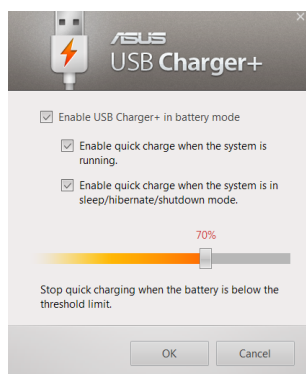 ASUS
USB Charger+
Enable USB Charger+ in battery mode
Enable quick charge when the system is
running.
Enable quick charge when the system is in
sleep/hibernate/shutdown mode.
70%
Stop quick charging when the battery is below the
threshold limit.
OK Cancel